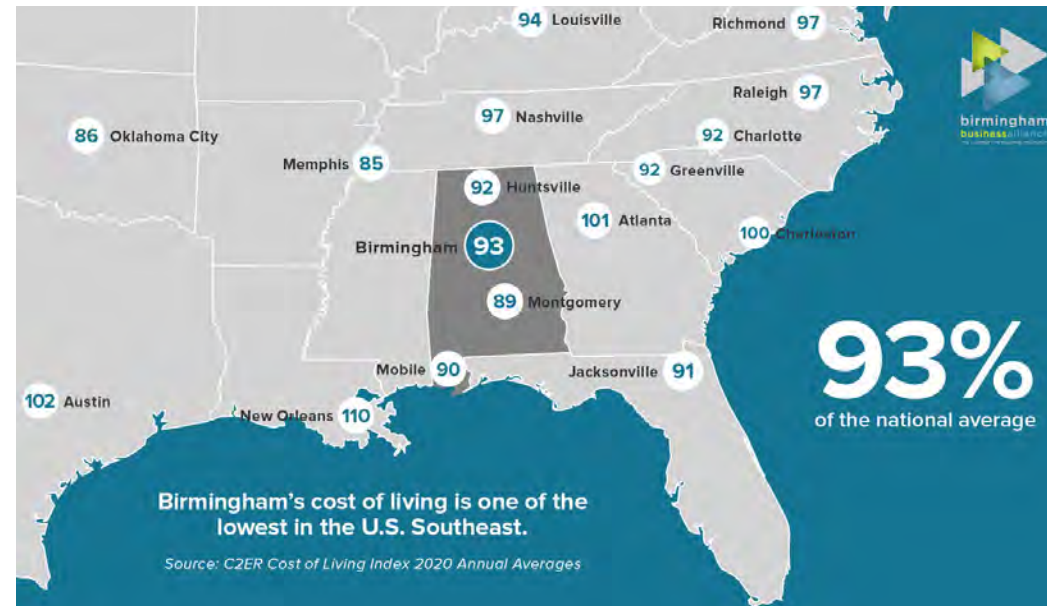 94 Louisville
Richmond 97
Raleigh 97
97 Nashville
86 Oklahoma City
92 Charlotte
Memphis 85
92 Greenville
92 Huntsville
101 Atlanta
100 Charleston
Birmingham 93
89 Montgomery
Mobile 90
Jacksonville 91
102 Austin
New Orleans 110
birmingham
businessalliance
93%
of the national average
Birmingham's cost of living is one of the
lowest in the U.S. Southeast.
Source: C2ER Cost of Living Index 2020 Annual Averages